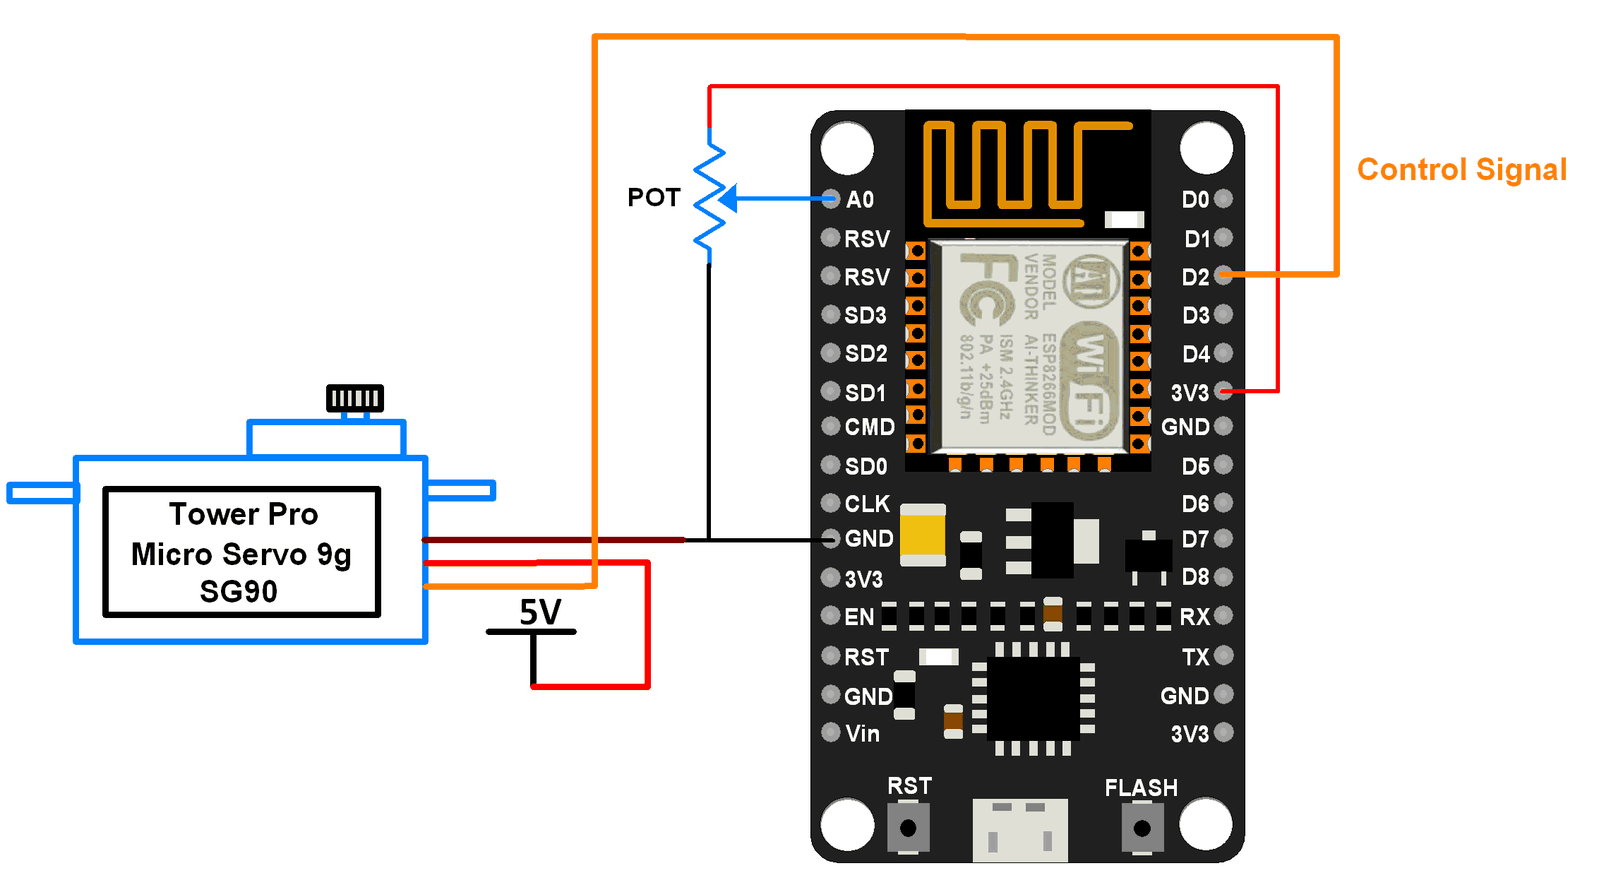 Control Signal
POT
A0
RSV
RSV
SD3
SD2
SD1
CMD
SD0
CLK
GND
3V3
EN
RST
GND
Vin
D0
D1
D2
D3
D4
3V3
GND
D5
D6
D7
D8
RX
TX
GND
3V3
MODEL ESP8266MOD
VENDOR AI-THINKER
ISM 2.4GHz
PA +25dBm
802.11b/g/n
FC
AI
WiFi
Tower Pro
Micro Servo 9g
SG90
5V
RST
FLASH